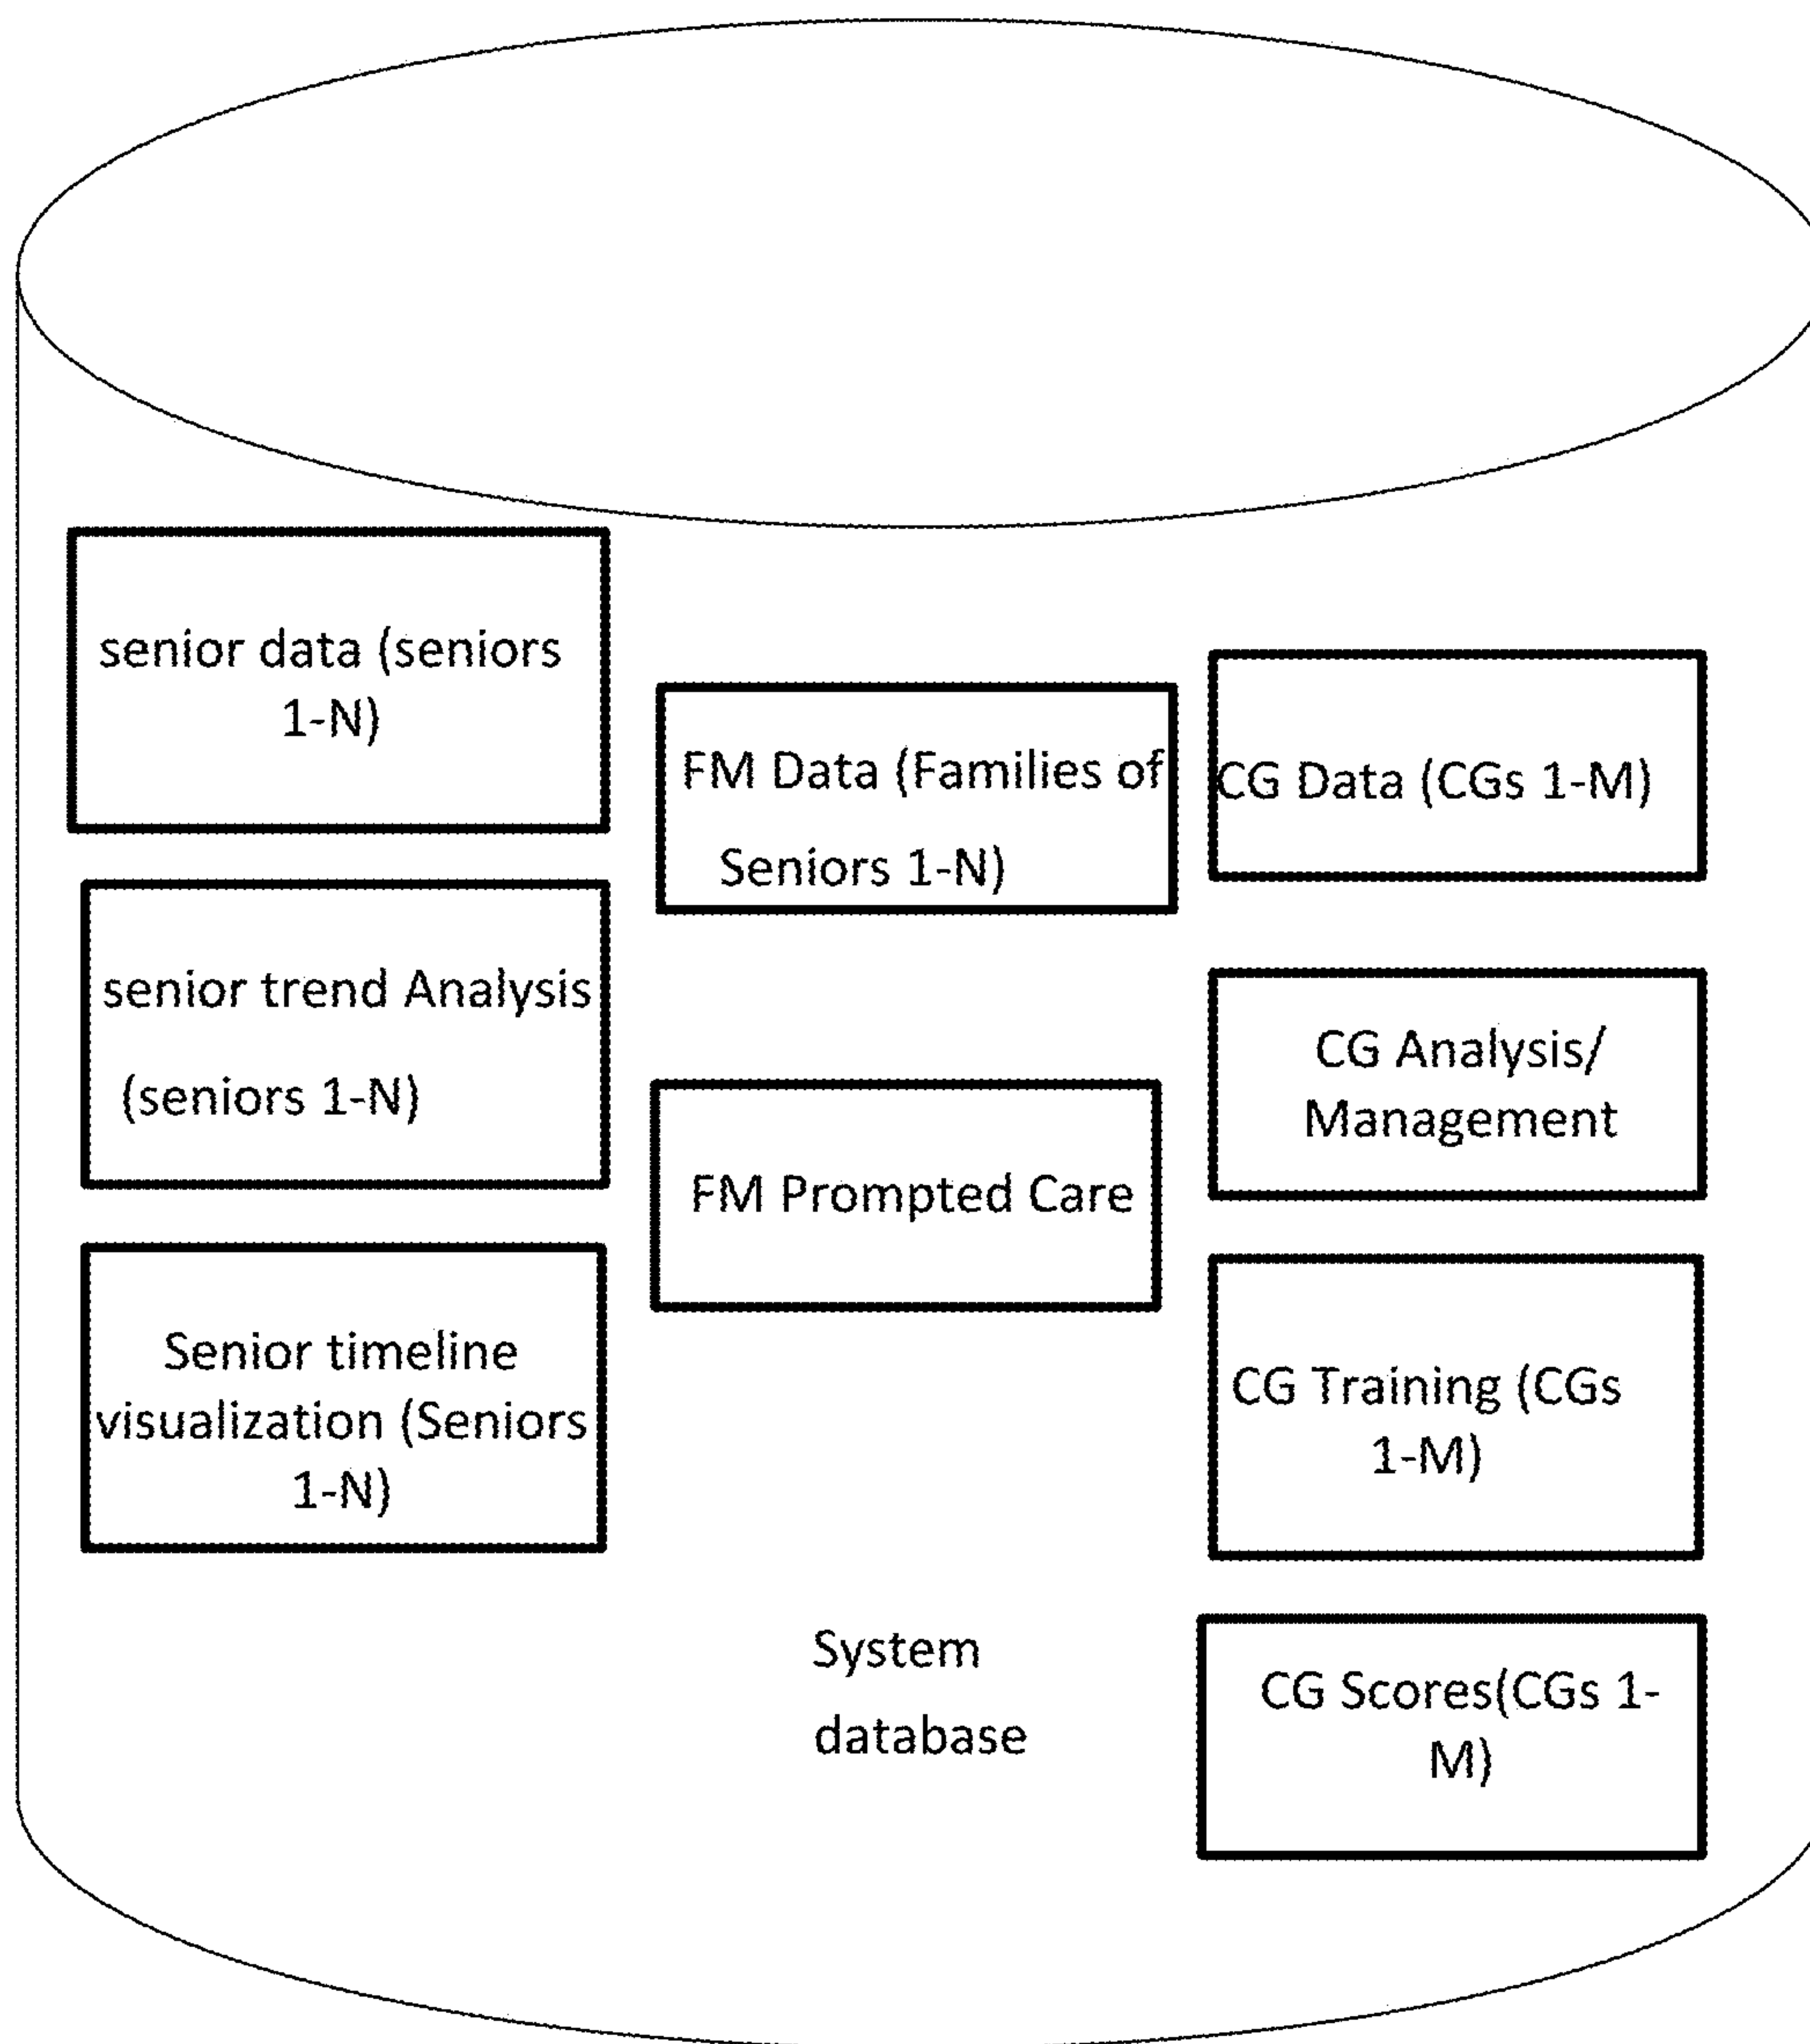 senior data (seniors
1-N)
senior trend Analysis
(seniors 1-N)
Senior timeline
visualization (Seniors
1-N)
FM Data (Families of
Seniors 1-N)
FM Prompted Care
System
database
CG Data (CGs 1-M)
CG Analysis/
Management
CG Training (CGs
1-M)
CG Scores(CGs 1-
M)